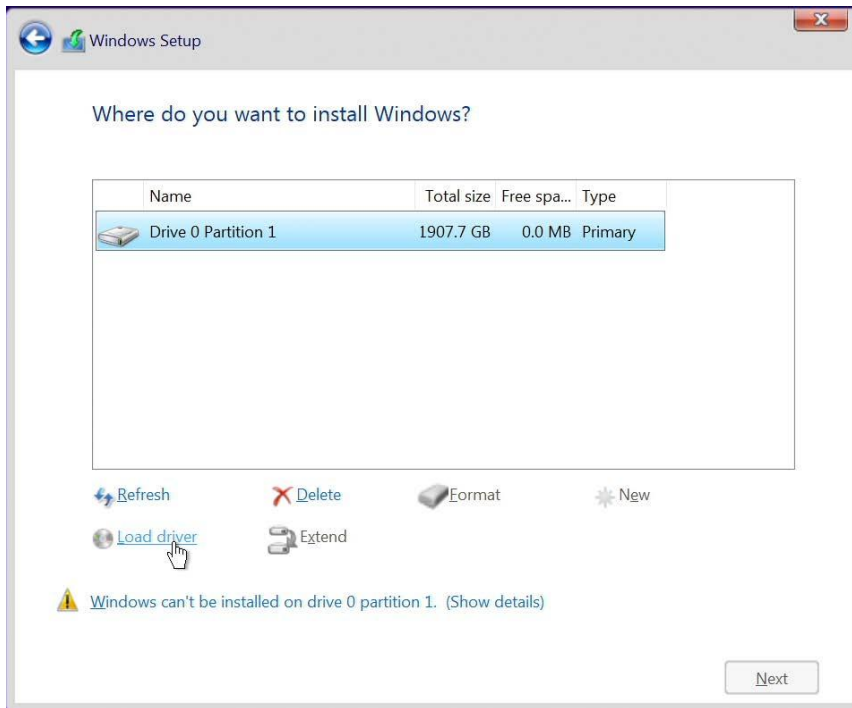 Windows Setup
Where do you want to install Windows?
Name Total size Free spa... Type
Drive 0 Partition 1 1907.7 GB 0.0 MB Primary
Refresh Delete Format New
Load driver Extend
Windows can't be installed on drive 0 partition 1. (Show details)
Next